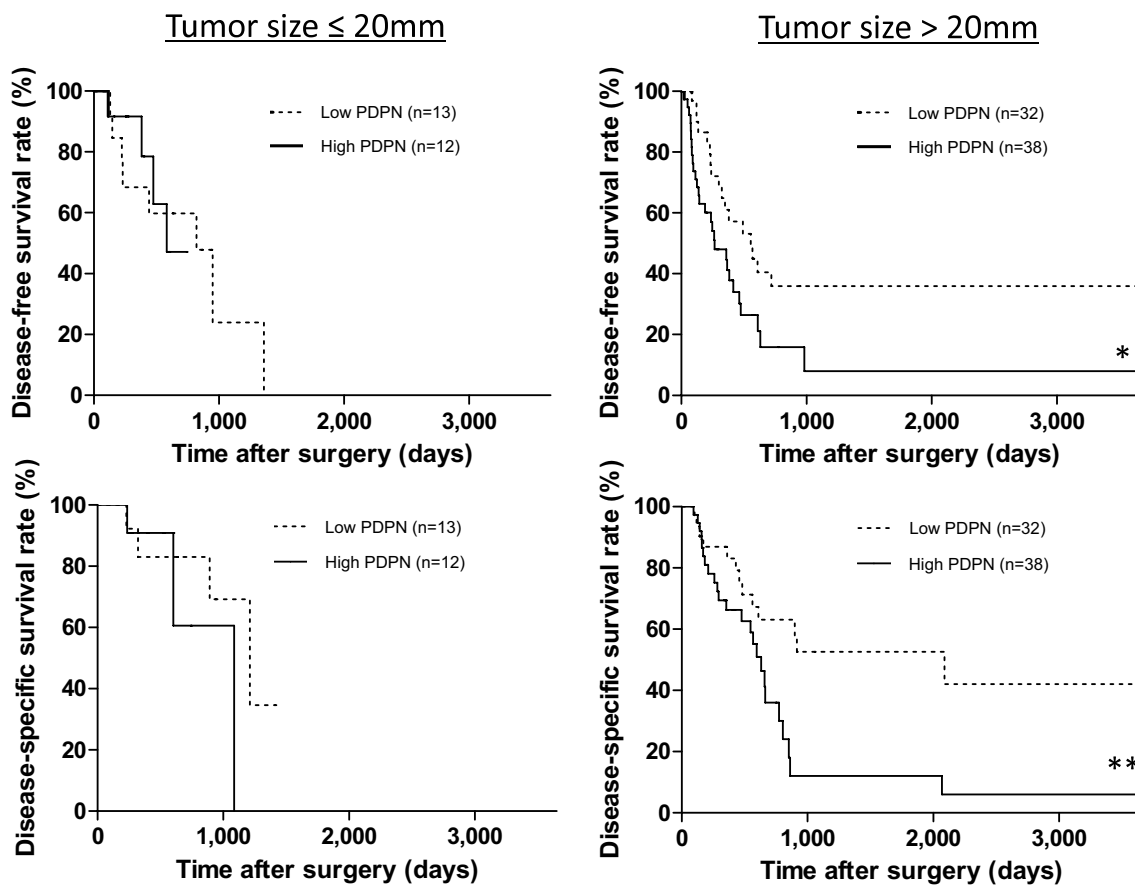 Tumor size ≤ 20mm
Disease-free survival rate (%)
100
80
60
40
20
0
Low PDPN (n=13)
High PDPN (n=12)
0
1,000
2,000
3,000
Time after surgery (days)
Tumor size > 20mm
Disease-free survival rate (%)
100
80
60
40
20
0
Low PDPN (n=32)
High PDPN (n=38)
*
0
1,000
2,000
3,000
Time after surgery (days)
Disease-specific survival rate (%)
100
80
60
40
20
0
Low PDPN (n=13)
High PDPN (n=12)
0
1,000
2,000
3,000
Time after surgery (days)
Disease-specific survival rate (%)
100
80
60
40
20
0
Low PDPN (n=32)
High PDPN (n=38)
**
0
1,000
2,000
3,000
Time after surgery (days)